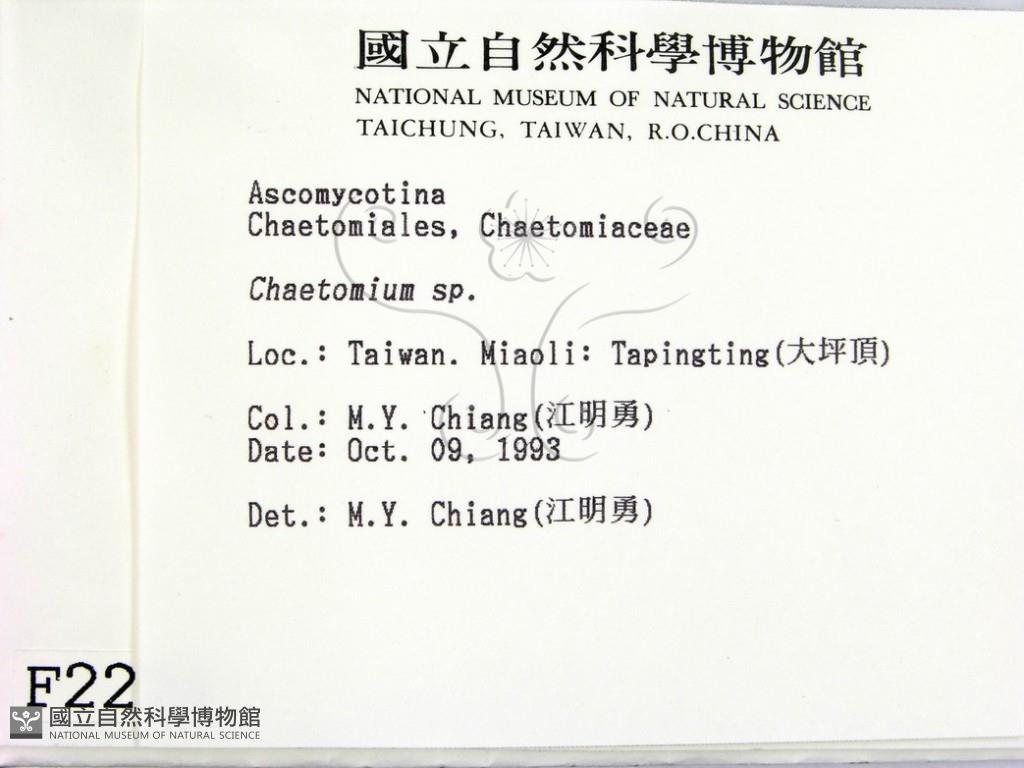 國立自然科學博物館
NATIONAL MUSEUM OF NATURAL SCIENCE
TAICHUNG, TAIWAN, R.O.CHINA
Ascomycotina
Chaetomiales, Chaetomiaceae
Chaetomium sp.
Loc.: Taiwan. Miaoli: Tapingting(大坪頂)
Col.: M.Y. Chiang(江明勇)
Date: Oct. 09, 1993
Det.: M.Y. Chiang(江明勇)
F22
國立自然科學博物館
NATIONAL MUSEUM OF NATURAL SCIENCE